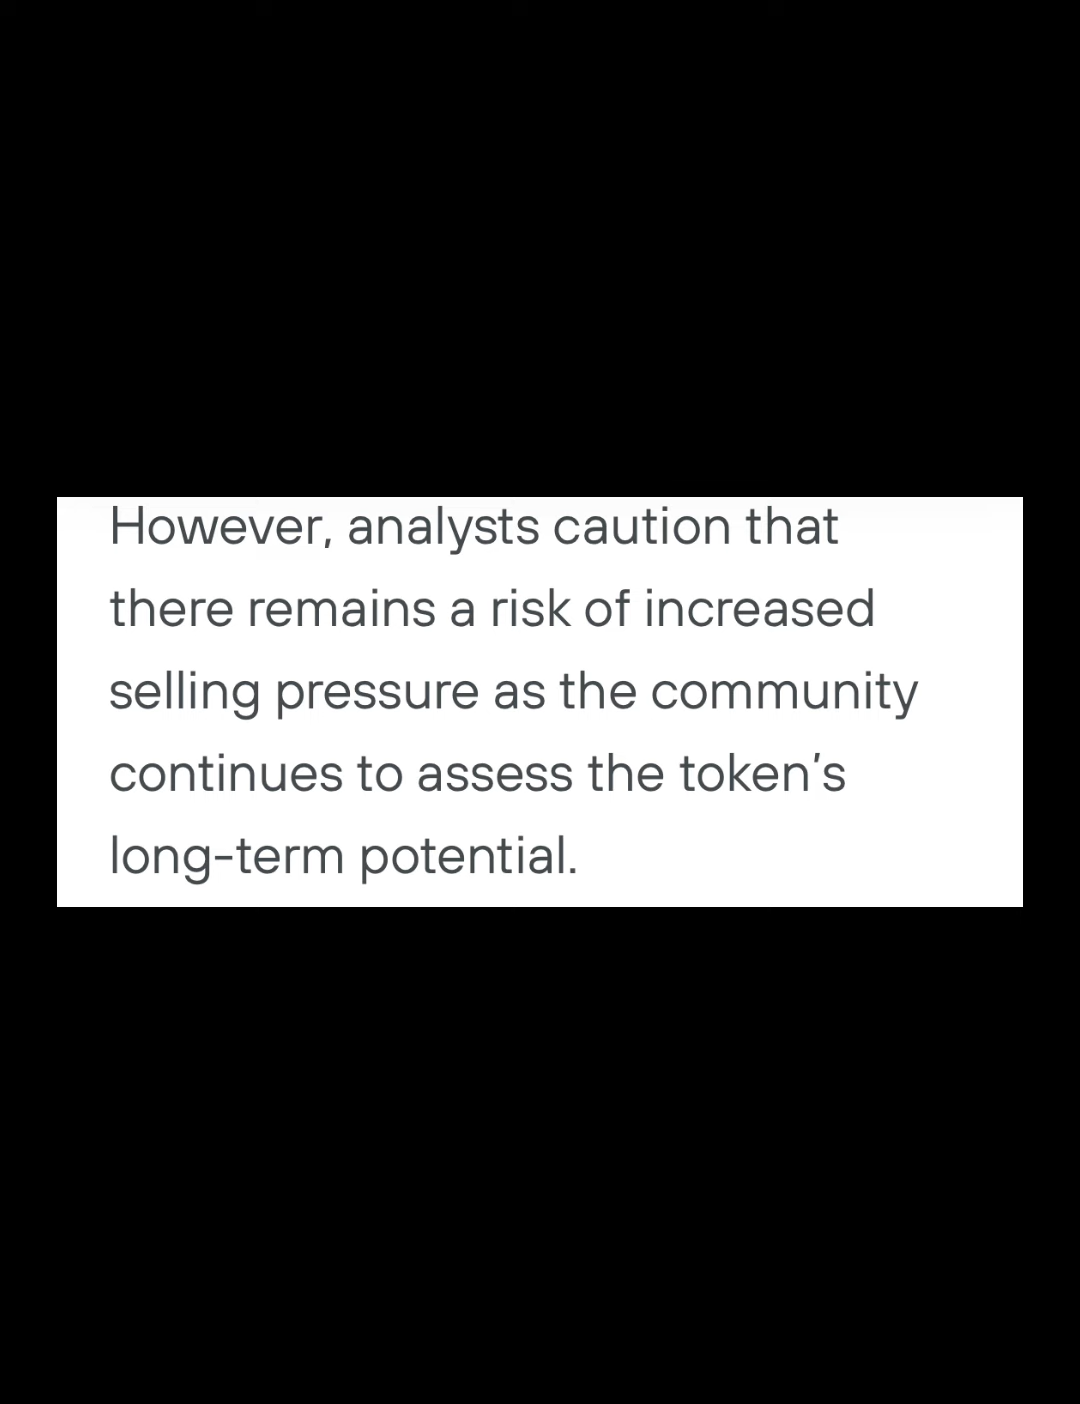 However, analysts caution that
there remains a risk of increased
selling pressure as the community
continues to assess the token’s
long-term potential.